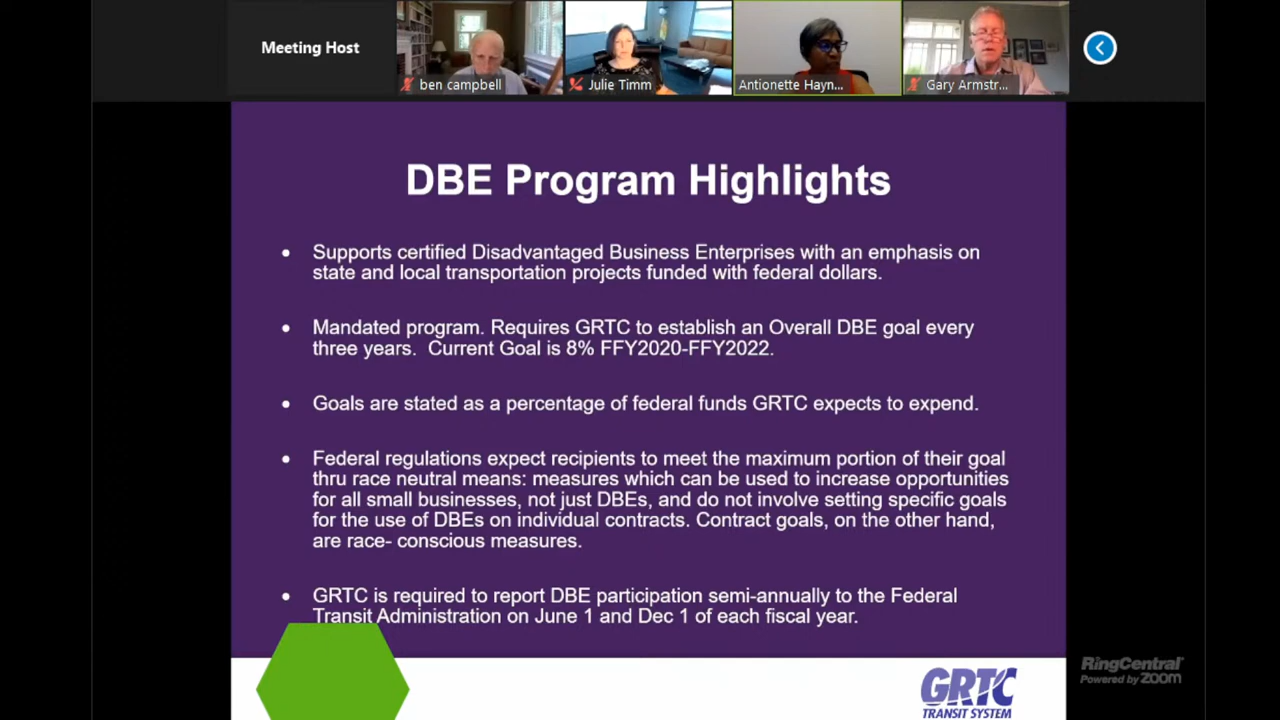 Meeting Host
ben campbell
Julie Timm
Antionette Hayn...
Gary Armstr...
DBE Program Highlights
• Supports certified Disadvantaged Business Enterprises with an emphasis on
state and local transportation projects funded with federal dollars.
• Mandated program. Requires GRTC to establish an Overall DBE goal every
three years.  Current Goal is 8% FFY2020-FFY2022.
• Goals are stated as a percentage of federal funds GRTC expects to expend.
• Federal regulations expect recipients to meet the maximum portion of their goal
thru race neutral means: measures which can be used to increase opportunities
for all small businesses, not just DBEs, and do not involve setting specific goals
for the use of DBEs on individual contracts. Contract goals, on the other hand,
are race- conscious measures.
• GRTC is required to report DBE participation semi-annually to the Federal
Transit Administration on June 1 and Dec 1 of each fiscal year.
GRTC
TRANSIT SYSTEM
RingCentral
Powered by zoom